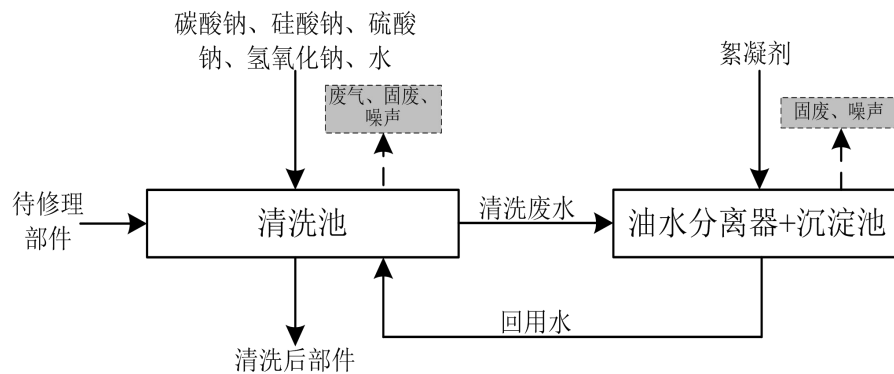 碳酸钠、硅酸钠、硫酸
钠、氢氧化钠、水
絮凝剂
废气、固废、
噪声
固废、噪声
待修理
部件
清洗池
清洗废水
油水分离器+沉淀池
回用水
清洗后部件